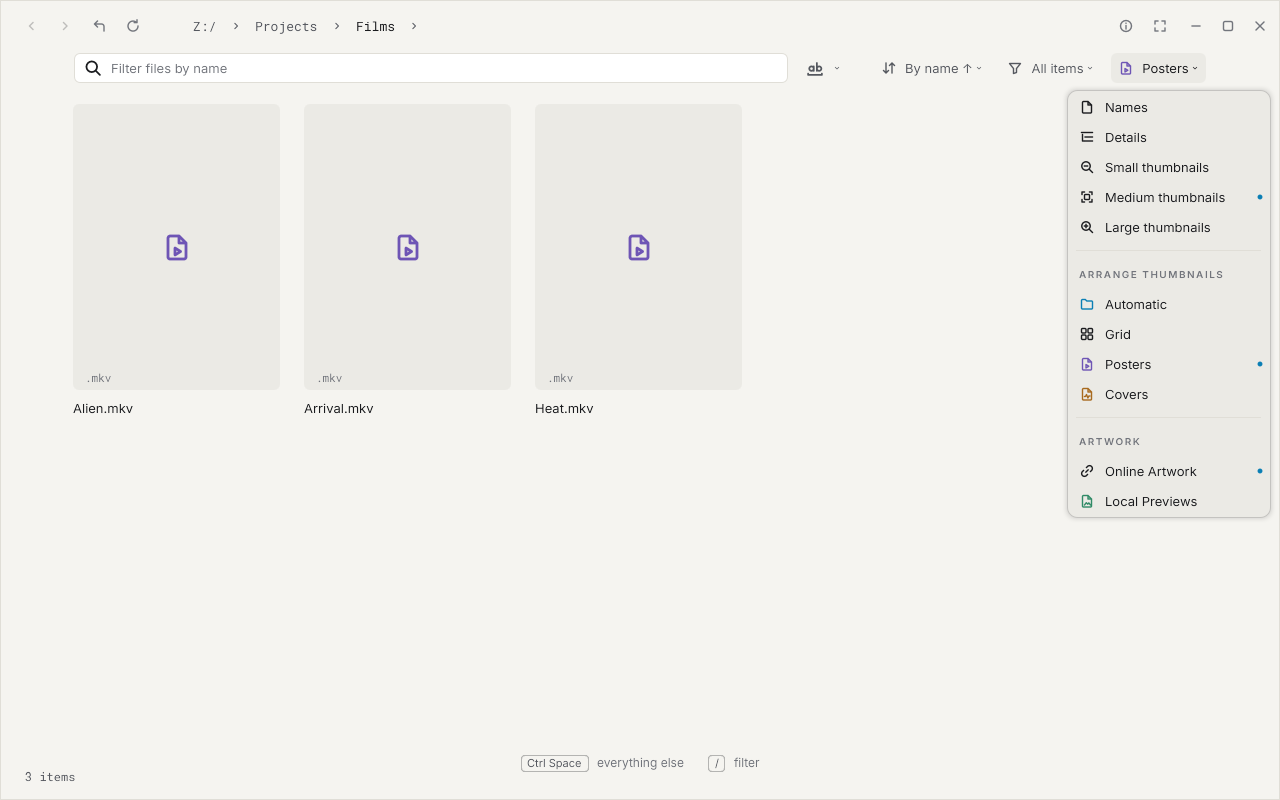 Z:/ Projects Films
Filter files by name
ab
By name ↑
All items
Posters
Names
Details
Small thumbnails
Medium thumbnails
Large thumbnails
ARRANGE THUMBNAILS
Automatic
Grid
Posters
Covers
ARTWORK
Online Artwork
Local Previews
.mkv
.mkv
.mkv
Alien.mkv
Arrival.mkv
Heat.mkv
Ctrl Space everything else / filter
3 items